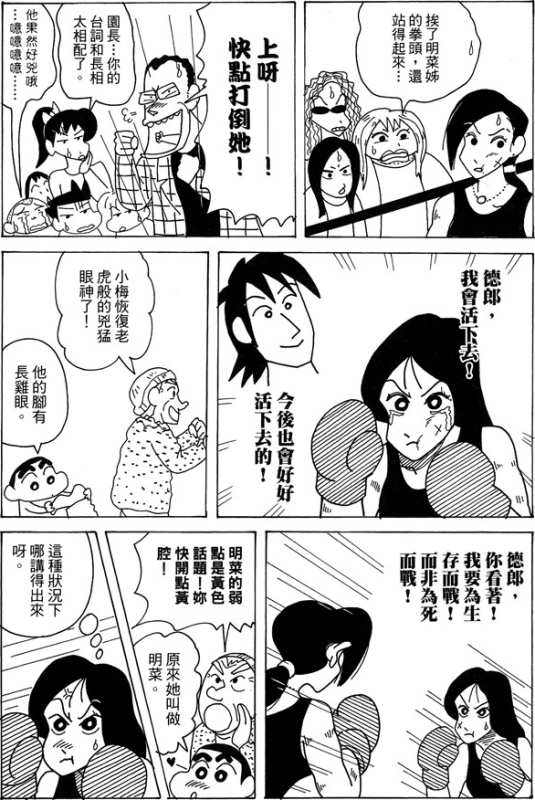 挨了明菜姊
的拳頭，還
站得起來…
上呀——！
快點打倒她！
園長…你的
台詞和長相
太相配了。
他果然好兇哦
…噫噫噫噫……
德郎，
我會活下去！
今後也會好好
活下去的！
小梅恢復老
虎般的兇猛
眼神了！
他的腳有
長雞眼。
德郎，
你看著！
我要為生
存而戰！
而非為死
而戰！
明菜的弱
點是黃色
話題！妳
快開點黃
腔！
原來她叫做
明菜。
這種狀況下
哪講得出來
呀。